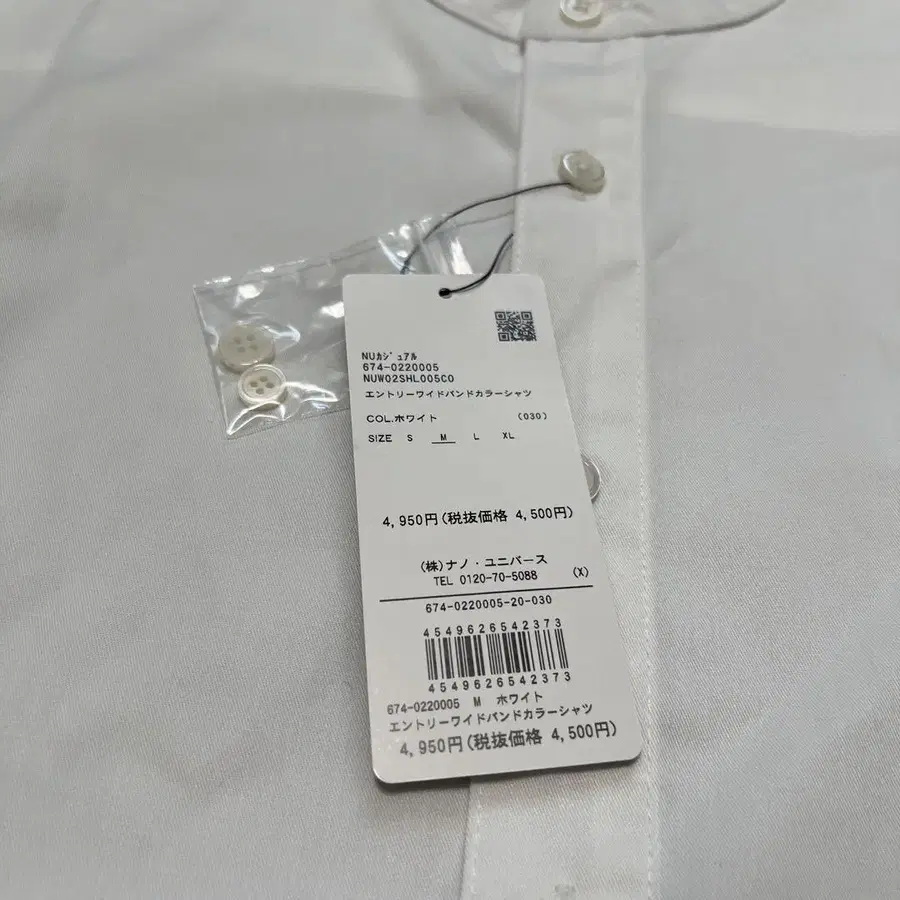 NUカジュアル
674-0220005
NUW02SHL005CO
エントリーワイドバンドカラーシャツ
COL.ホワイト (030)
SIZE S M L XL
4,950円(税抜価格 4,500円)
(株)ナノ・ユニバース
TEL 0120-70-5088 (X)
674-0220005-20-030
4549626542373
4549626542373
674-0220005 M ホワイト
エントリーワイドバンドカラーシャツ
4,950円(税抜価格 4,500円)